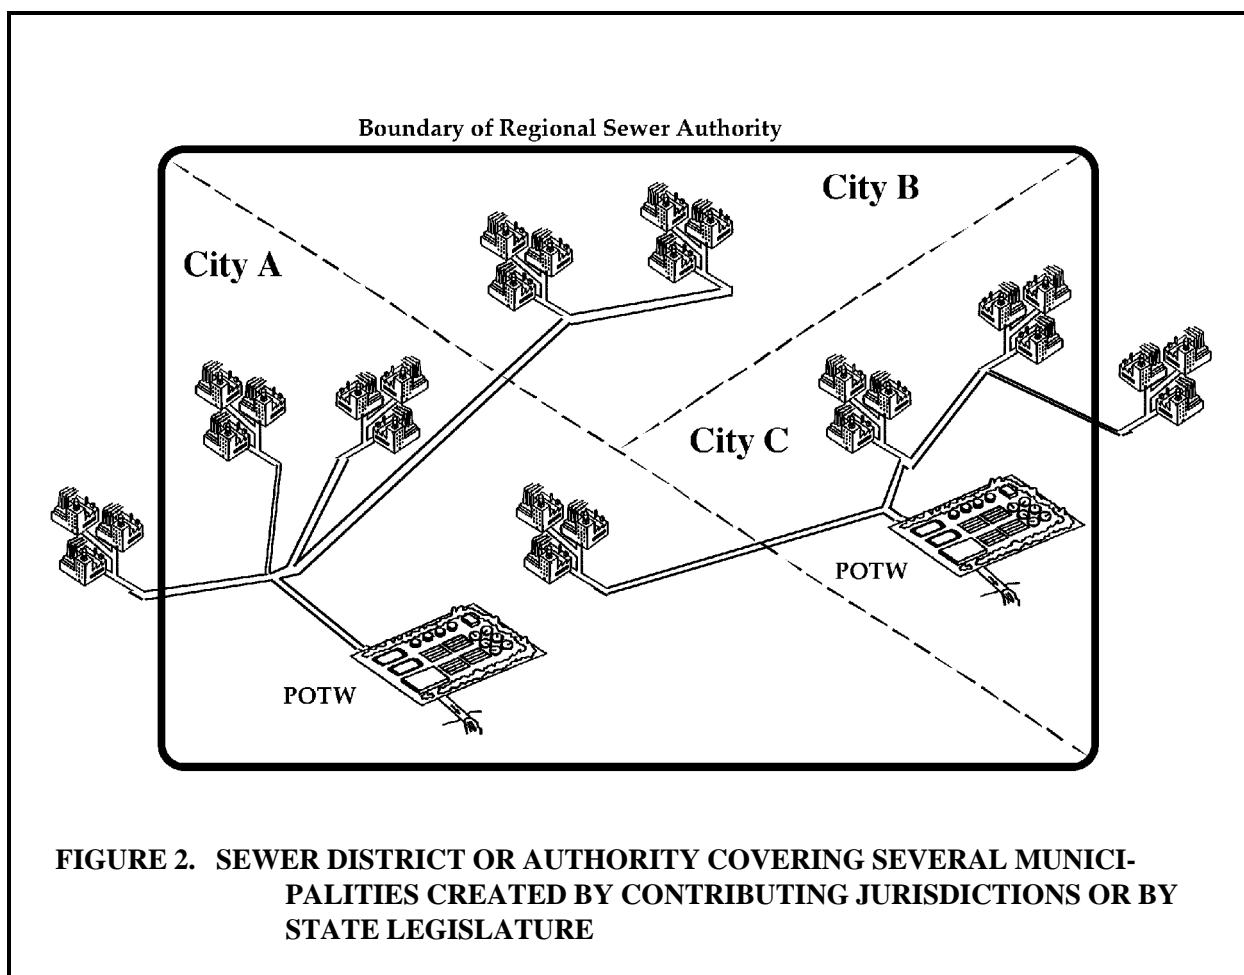 Boundary of Regional Sewer Authority
City B
City A
City C
POTW
POTW
FIGURE 2. SEWER DISTRICT OR AUTHORITY COVERING SEVERAL MUNICI-
PALITIES CREATED BY CONTRIBUTING JURISDICTIONS OR BY
STATE LEGISLATURE